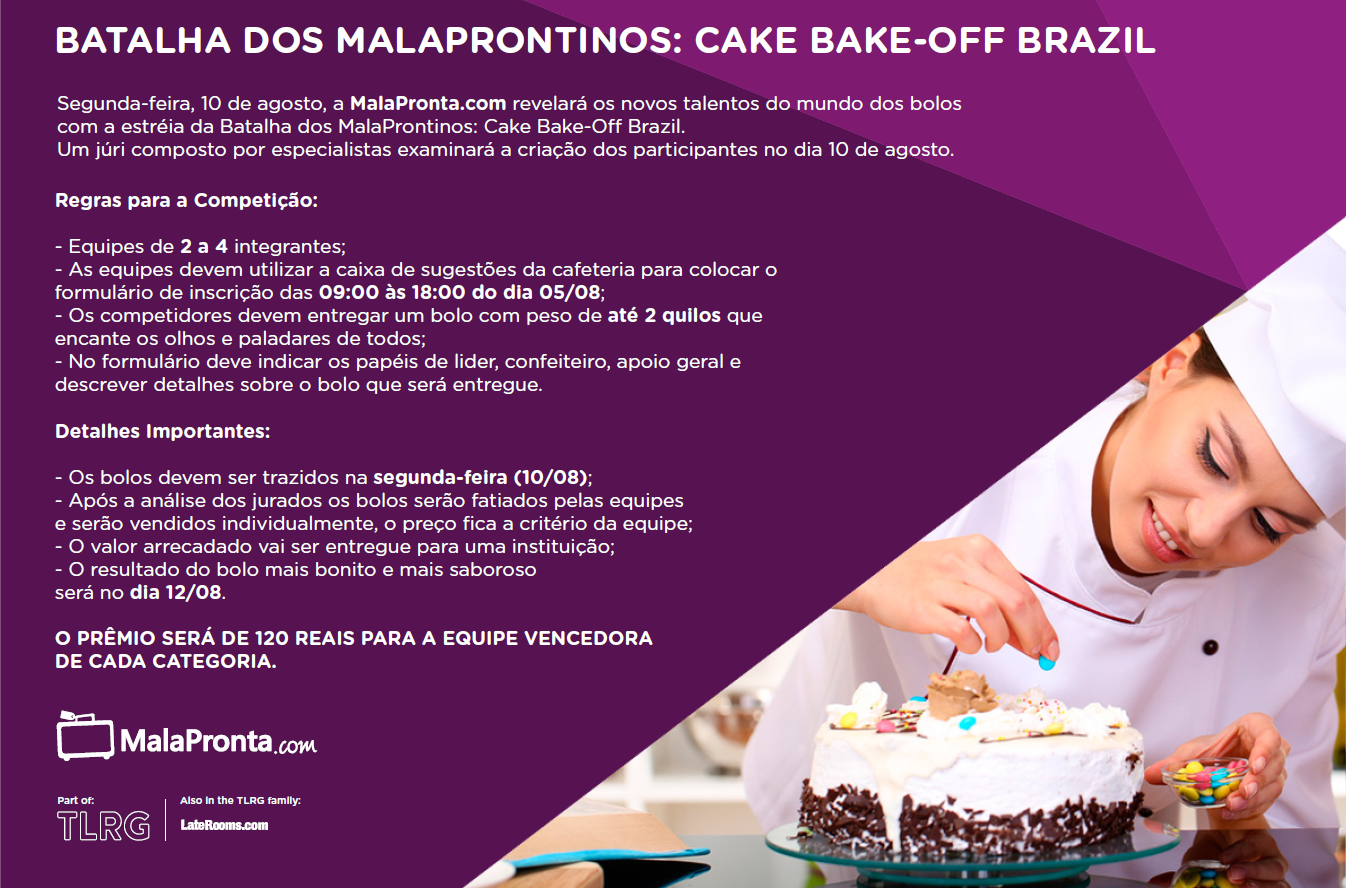 BATALHA DOS MALAPRONTINOS: CAKE BAKE-OFF BRAZIL
Segunda-feira, 10 de agosto, a MalaPronta.com revelará os novos talentos do mundo dos bolos
com a estréia da Batalha dos MalaProntinos: Cake Bake-Off Brazil.
Um júri composto por especialistas examinará a criação dos participantes no dia 10 de agosto.
Regras para a Competição:
- Equipes de 2 a 4 integrantes;
- As equipes devem utilizar a caixa de sugestões da cafeteria para colocar o
formulário de inscrição das 09:00 às 18:00 do dia 05/08;
- Os competidores devem entregar um bolo com peso de até 2 quilos que
encante os olhos e paladares de todos;
- No formulário deve indicar os papéis de lider, confeiteiro, apoio geral e
descrever detalhes sobre o bolo que será entregue.
Detalhes Importantes:
- Os bolos devem ser trazidos na segunda-feira (10/08);
- Após a análise dos jurados os bolos serão fatiados pelas equipes
e serão vendidos individualmente, o preço fica a critério da equipe;
- O valor arrecadado vai ser entregue para uma instituição;
- O resultado do bolo mais bonito e mais saboroso
será no dia 12/08.
O PRÊMIO SERÁ DE 120 REAIS PARA A EQUIPE VENCEDORA
DE CADA CATEGORIA.
MalaPronta.com
Part of:
TLRG
Also in the TLRG family:
LateRooms.com